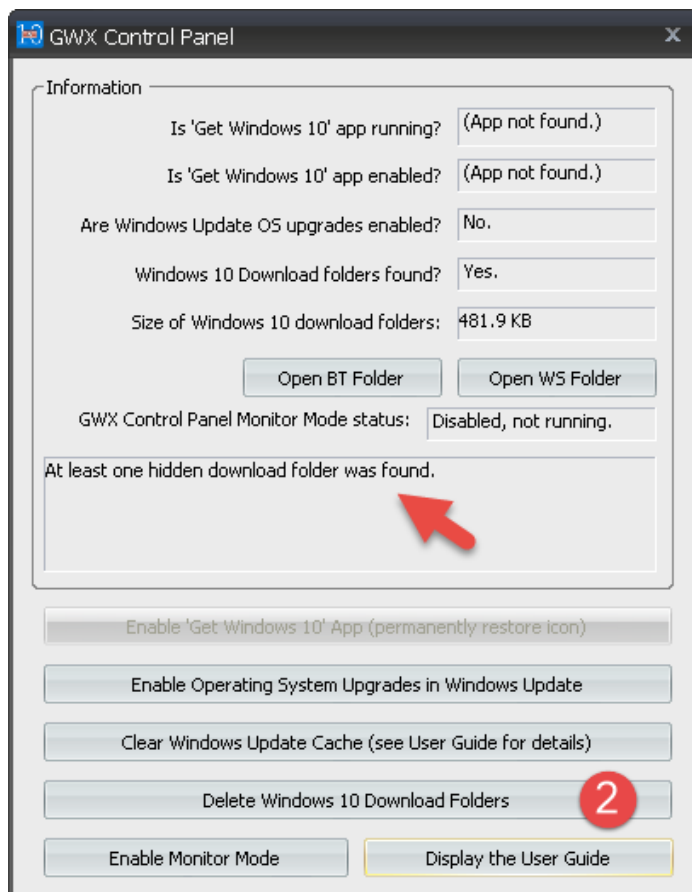 GWX Control Panel
x
Information
Is 'Get Windows 10' app running? (App not found.)
Is 'Get Windows 10' app enabled? (App not found.)
Are Windows Update OS upgrades enabled? No.
Windows 10 Download folders found? Yes.
Size of Windows 10 download folders: 481.9 KB
Open BT Folder Open WS Folder
GWX Control Panel Monitor Mode status: Disabled, not running.
At least one hidden download folder was found.
Enable 'Get Windows 10' App (permanently restore icon)
Enable Operating System Upgrades in Windows Update
Clear Windows Update Cache (see User Guide for details)
Delete Windows 10 Download Folders 2
Enable Monitor Mode Display the User Guide